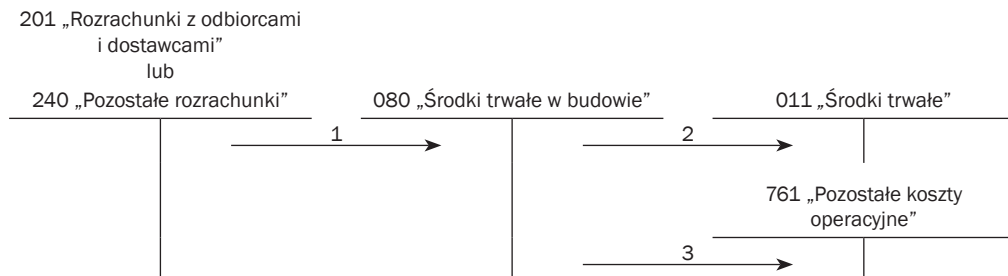 201 „Rozrachunki z odbiorcami
i dostawcami”
lub
240 „Pozostałe rozrachunki”
080 „Środki trwałe w budowie”
011 „Środki trwałe”
1
2
761 „Pozostałe koszty
operacyjne”
3